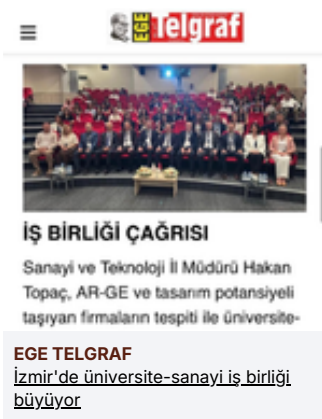 EGE Telgraf
İŞ BİRLİĞİ ÇAĞRISI
Sanayi ve Teknoloji İl Müdürü Hakan
Topaç, AR-GE ve tasarım potansiyeli
taşıyan firmaların tespiti ile üniversite-
EGE TELGRAF
İzmir'de üniversite-sanayi iş birliği
büyüyor